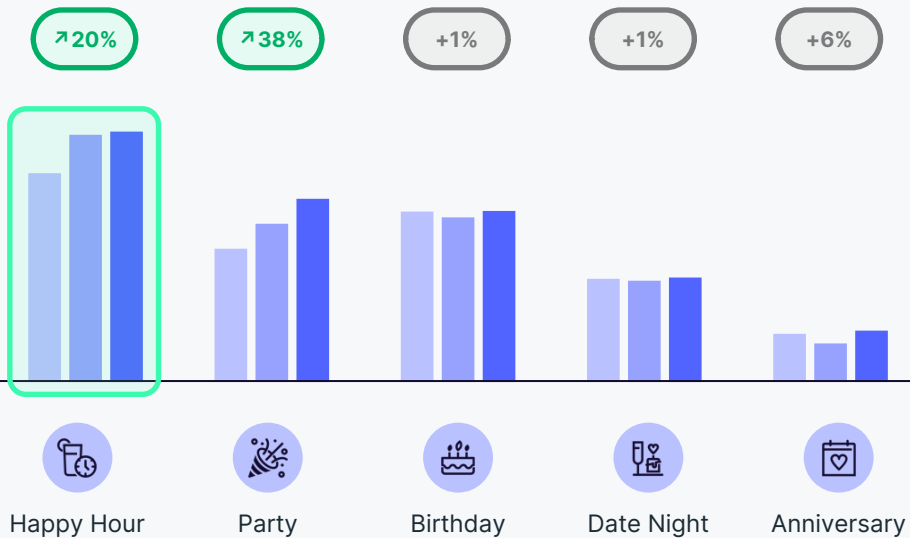 ↗20%
↗38%
+1%
+1%
+6%
Happy Hour
Party
Birthday
Date Night
Anniversary